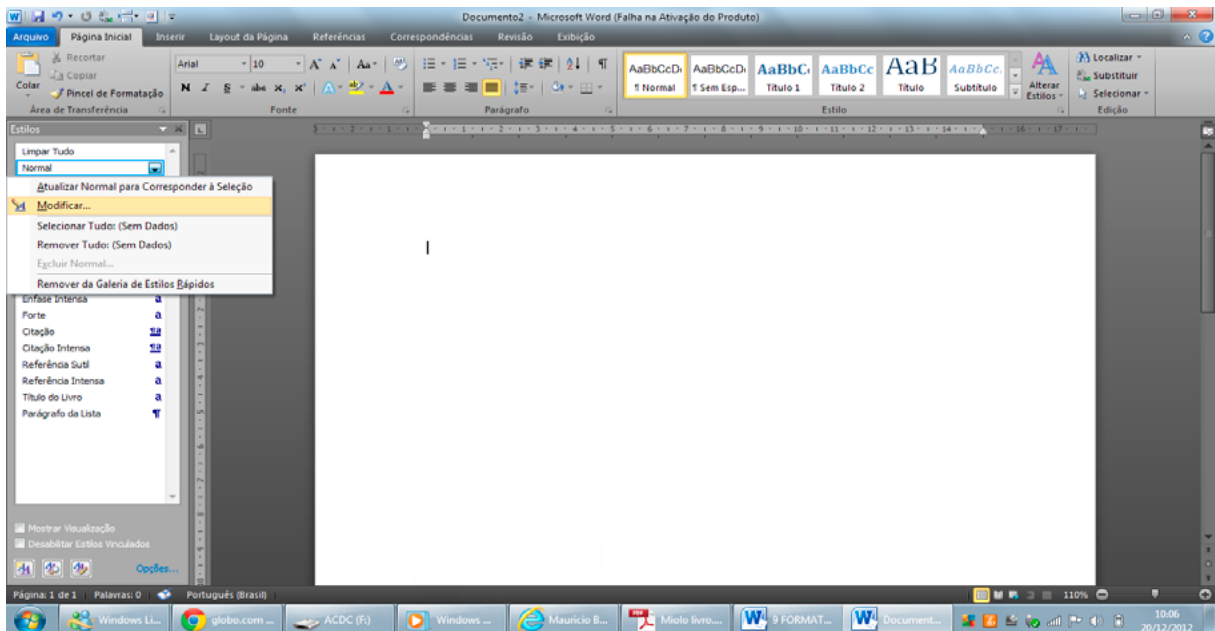 Documento2 - Microsoft Word (Falha na Ativação do Produto)
Arquivo Página Inicial Inserir Layout da Página Referências Correspondências Revisão Exibição
Colar
Recortar
Copiar
Pincel de Formatação
Área de Transferência
Arial 10
N I S abe x, x'
Fonte
Parágrafo
AaBbCcDi AaBbCcDi AaBbCi AaBbCc AaB AaBbCc.
¶ Normal ¶ Sem Esp... Título 1 Título 2 Título Subtítulo
Alterar
Estilos
Estilo
Localizar
Substituir
Selecionar
Edição
Estilos
Limpar Tudo
Normal
Atualizar Normal para Corresponder à Seleção
Modificar...
Selecionar Tudo: (Sem Dados)
Remover Tudo: (Sem Dados)
Excluir Normal...
Remover da Galeria de Estilos Rápidos
Ênfase Intensa a
Forte a
Citação
Citação Intensa
Referência Sutil a
Referência Intensa a
Título do Livro a
Parágrafo da Lista ¶
Mostrar Visualização
Desabilitar Estilos Vinculados
Opções...
Página: 1 de 1 Palavras: 0 Português (Brasil) 110%
Windows Li... globo.com ... ACDC (F:) Windows ... Mauricio B... Miolo livro.... 9 FORMAT... Document...
10:06
20/12/2012